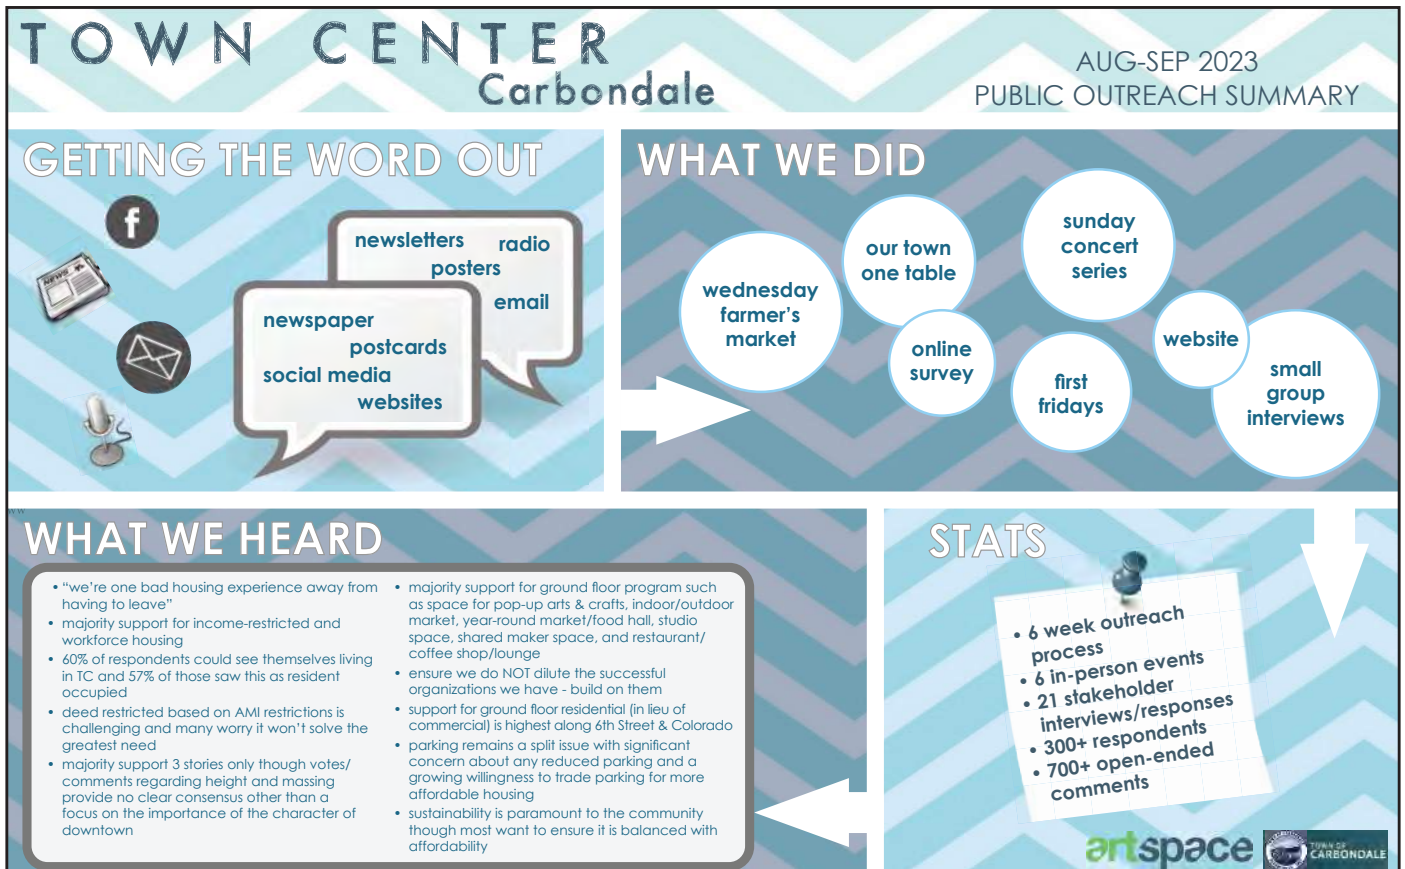 TOWN CENTER
Carbondale
AUG-SEP 2023
PUBLIC OUTREACH SUMMARY
GETTING THE WORD OUT
f
NEWS
newsletters radio
posters
email
newspaper
postcards
social media
websites
WHAT WE DID
wednesday
farmer's
market
our town
one table
online
survey
sunday
concert
series
first
fridays
website
small
group
interviews
WHAT WE HEARD
• "we're one bad housing experience away from
having to leave"
• majority support for income-restricted and
workforce housing
• 60% of respondents could see themselves living
in TC and 57% of those saw this as resident
occupied
• deed restricted based on AMI restrictions is
challenging and many worry it won't solve the
greatest need
• majority support 3 stories only though votes/
comments regarding height and massing
provide no clear consensus other than a
focus on the importance of the character of
downtown
• majority support for ground floor program such
as space for pop-up arts & crafts, indoor/outdoor
market, year-round market/food hall, studio
space, shared maker space, and restaurant/
coffee shop/lounge
• ensure we do NOT dilute the successful
organizations we have - build on them
• support for ground floor residential (in lieu of
commercial) is highest along 6th Street & Colorado
• parking remains a split issue with significant
concern about any reduced parking and a
growing willingness to trade parking for more
affordable housing
• sustainability is paramount to the community
though most want to ensure it is balanced with
affordability
STATS
• 6 week outreach
process
• 6 in-person events
• 21 stakeholder
interviews/responses
• 300+ respondents
• 700+ open-ended
comments
artspace
TOWN OF
CARBONDALE